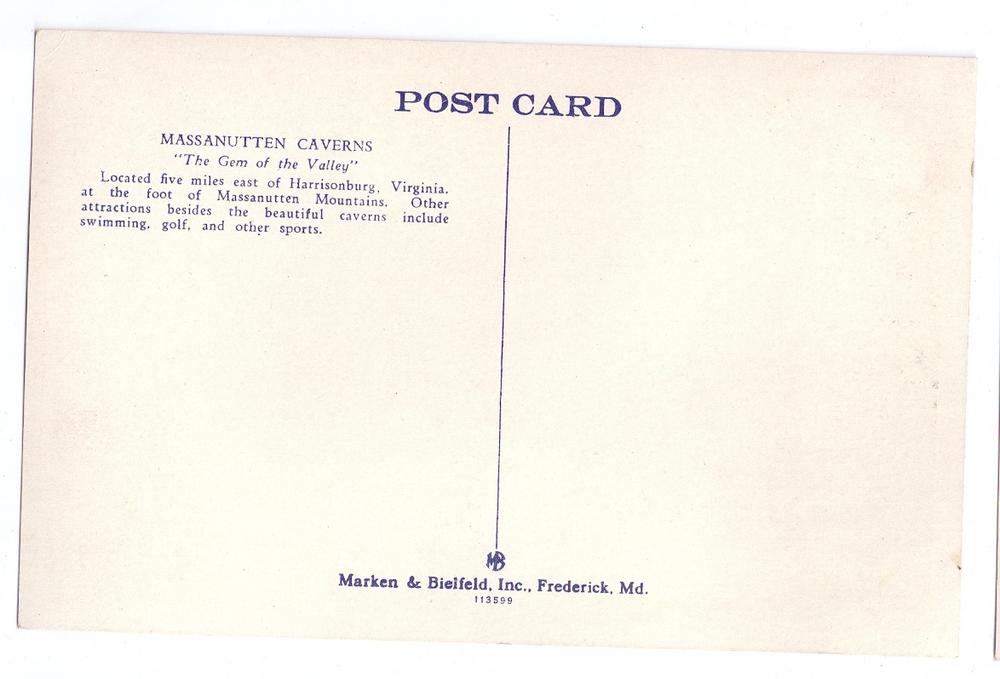 POST CARD
MASSANUTTEN CAVERNS
"The Gem of the Valley"
Located five miles east of Harrisonburg, Virginia,
at the foot of Massanutten Mountains. Other
attractions besides the beautiful caverns include
swimming, golf, and other sports.
MB
Marken & Bielfeld, Inc., Frederick, Md.
113599